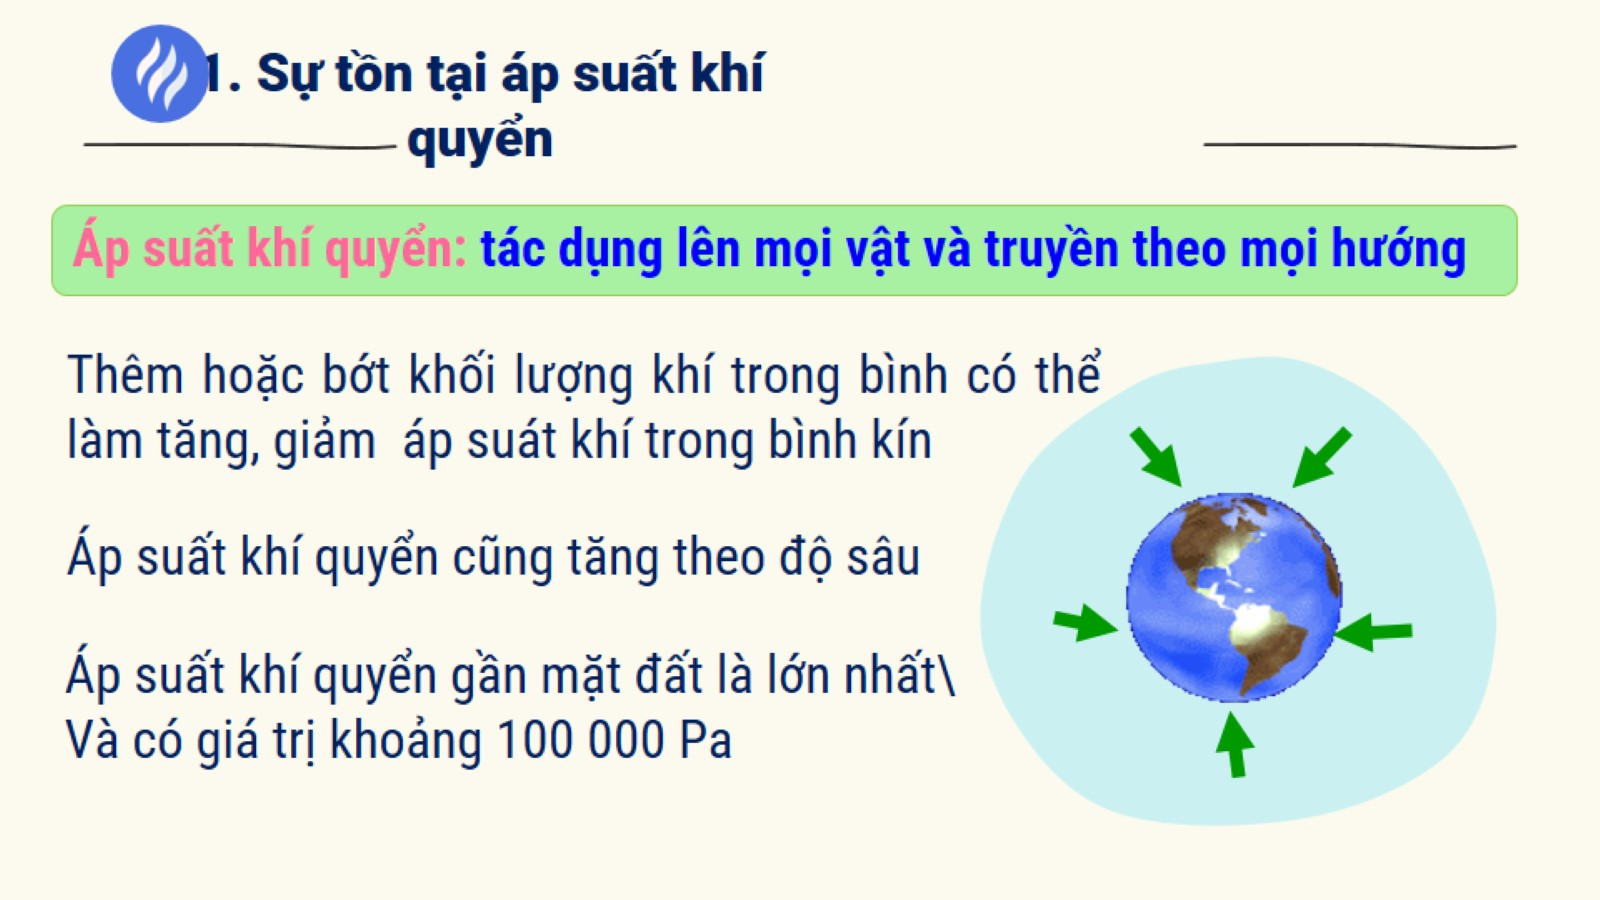 1. Sự tồn tại áp suất khí
quyển
Áp suất khí quyển: tác dụng lên mọi vật và truyền theo mọi hướng
Thêm hoặc bớt khối lượng khí trong bình có thể
làm tăng, giảm  áp suát khí trong bình kín
Áp suất khí quyển cũng tăng theo độ sâu
Áp suất khí quyển gần mặt đất là lớn nhất\
Và có giá trị khoảng 100 000 Pa